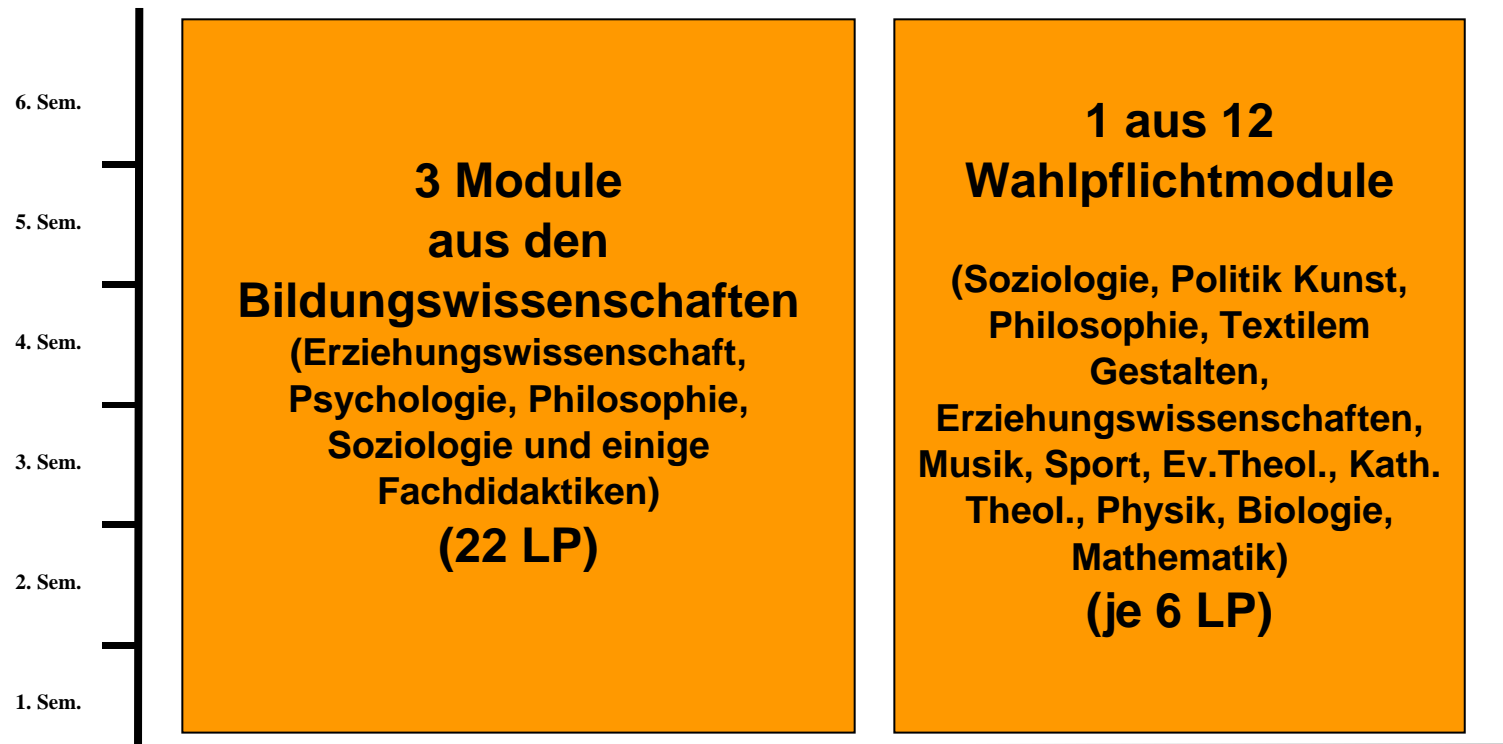 6. Sem.
5. Sem.
4. Sem.
3. Sem.
2. Sem.
1. Sem.
3 Module
aus den
Bildungswissenschaften
(Erziehungswissenschaft,
Psychologie, Philosophie,
Soziologie und einige
Fachdidaktiken)
(22 LP)
1 aus 12
Wahlpflichtmodule
(Soziologie, Politik Kunst,
Philosophie, Textilem
Gestalten,
Erziehungswissenschaften,
Musik, Sport, Ev.Theol., Kath.
Theol., Physik, Biologie,
Mathematik)
(je 6 LP)